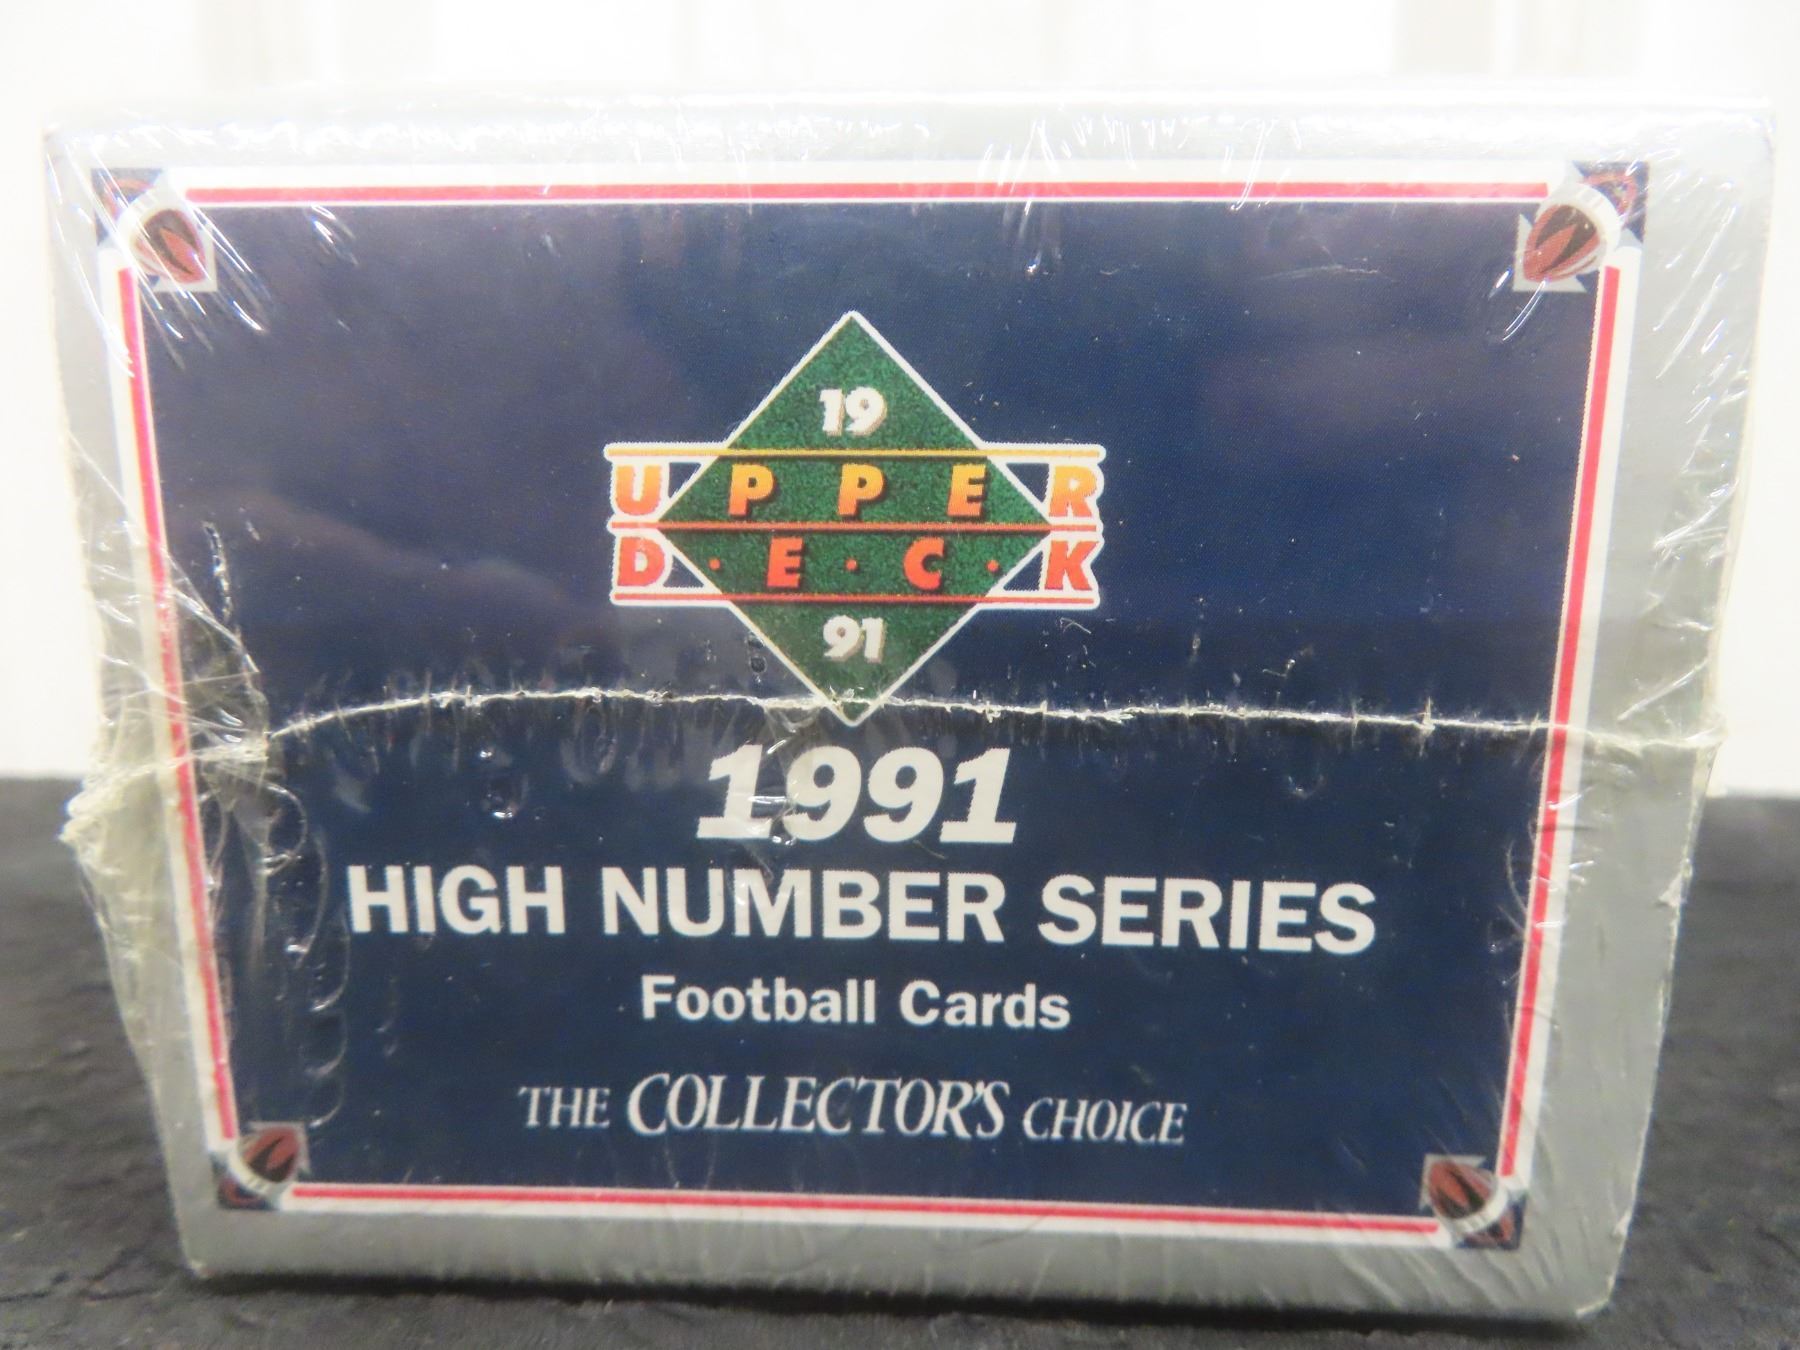 19
UPPER
D·E·C·K
91
1991
HIGH NUMBER SERIES
Football Cards
THE COLLECTOR'S CHOICE